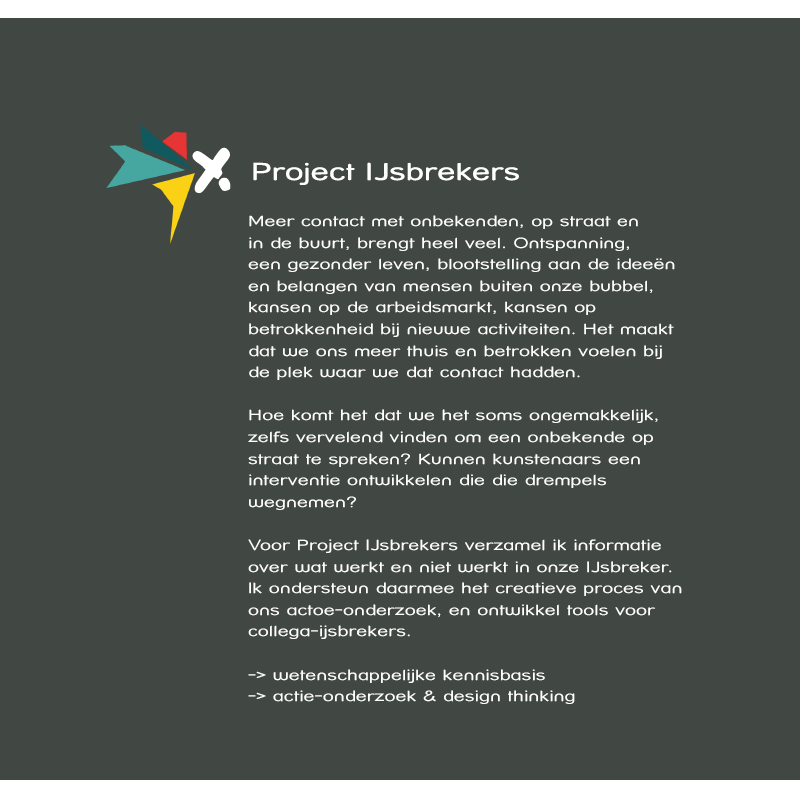 Project IJsbrekers
Meer contact met onbekenden, op straat en
in de buurt, brengt heel veel. Ontspanning,
een gezonder leven, blootstelling aan de ideeën
en belangen van mensen buiten onze bubbel,
kansen op de arbeidsmarkt, kansen op
betrokkenheid bij nieuwe activiteiten. Het maakt
dat we ons meer thuis en betrokken voelen bij
de plek waar we dat contact hadden.
Hoe komt het dat we het soms ongemakkelijk,
zelfs vervelend vinden om een onbekende op
straat te spreken? Kunnen kunstenaars een
interventie ontwikkelen die die drempels
wegnemen?
Voor Project IJsbrekers verzamel ik informatie
over wat werkt en niet werkt in onze IJsbreker.
Ik ondersteun daarmee het creatieve proces van
ons actoe-onderzoek, en ontwikkel tools voor
collega-ijsbrekers.
-> wetenschappelijke kennisbasis
-> actie-onderzoek & design thinking